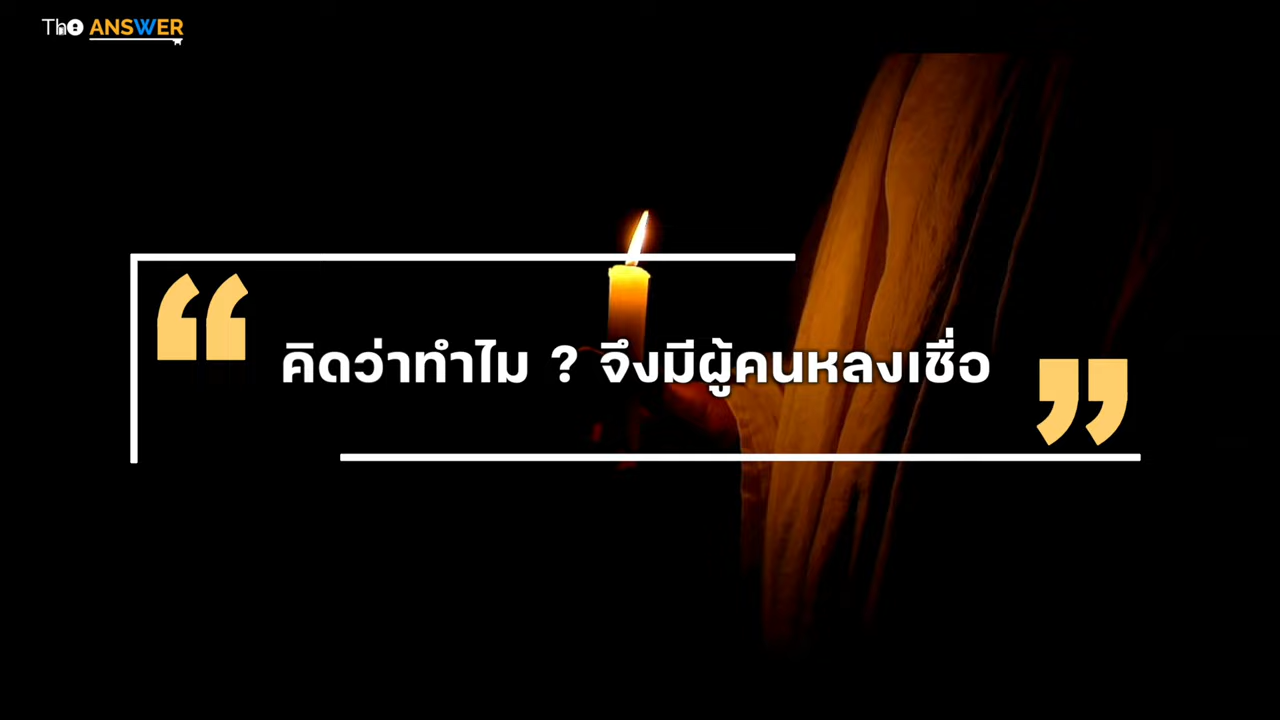 The ANSWER
“ คิดว่าทำไม ? จึงมีผู้คนหลงเชื่อ ”